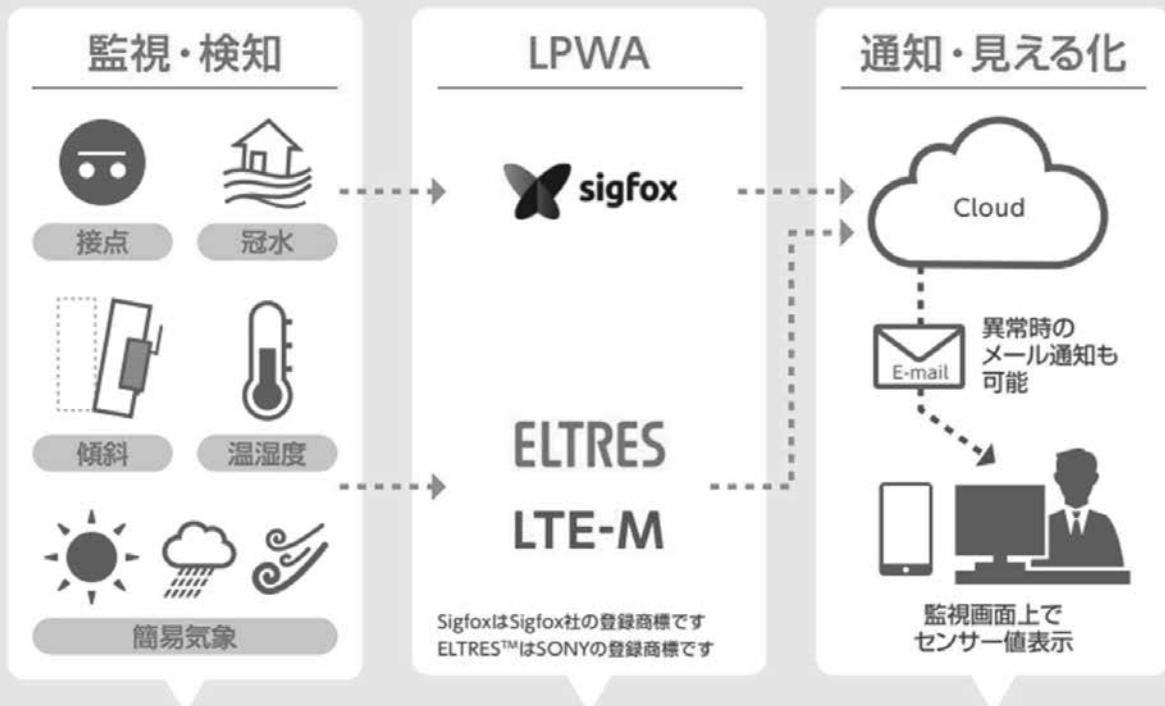 監視・検知
接点
冠水
傾斜
温湿度
簡易気象
LPWA
sigfox
ELTRES
LTE-M
SigfoxはSigfox社の登録商標です
ELTRES™はSONYの登録商標です
通知・見える化
Cloud
E-mail
異常時の
メール通知も
可能
監視画面上で
センサー値表示